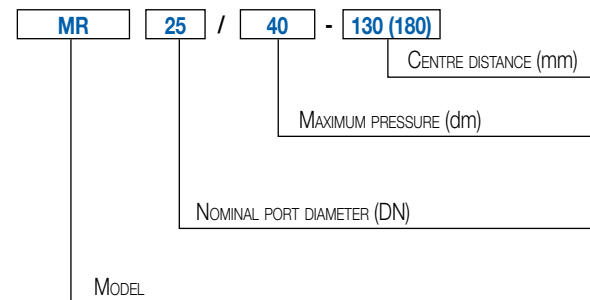 MR 25 / 40 - 130 (180)
Centre distance (mm)
Maximum pressure (dm)
Nominal port diameter (DN)
Model